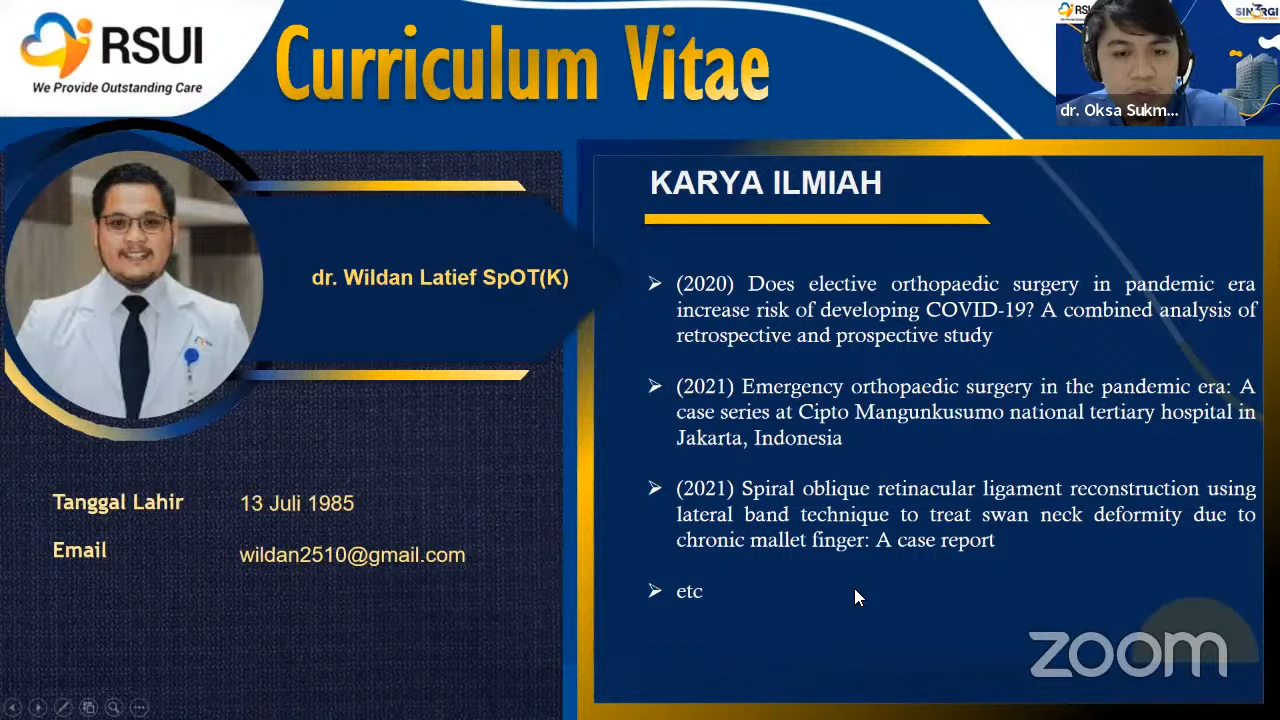 RSUI
We Provide Outstanding Care
Curriculum Vitae
dr. Oksa Sukm...
dr. Wildan Latief SpOT(K)
Tanggal Lahir
13 Juli 1985
Email
wildan2510@gmail.com
KARYA ILMIAH
(2020) Does elective orthopaedic surgery in pandemic era
increase risk of developing COVID-19? A combined analysis of
retrospective and prospective study
(2021) Emergency orthopaedic surgery in the pandemic era: A
case series at Cipto Mangunkusumo national tertiary hospital in
Jakarta, Indonesia
(2021) Spiral oblique retinacular ligament reconstruction using
lateral band technique to treat swan neck deformity due to
chronic mallet finger: A case report
etc
zoom